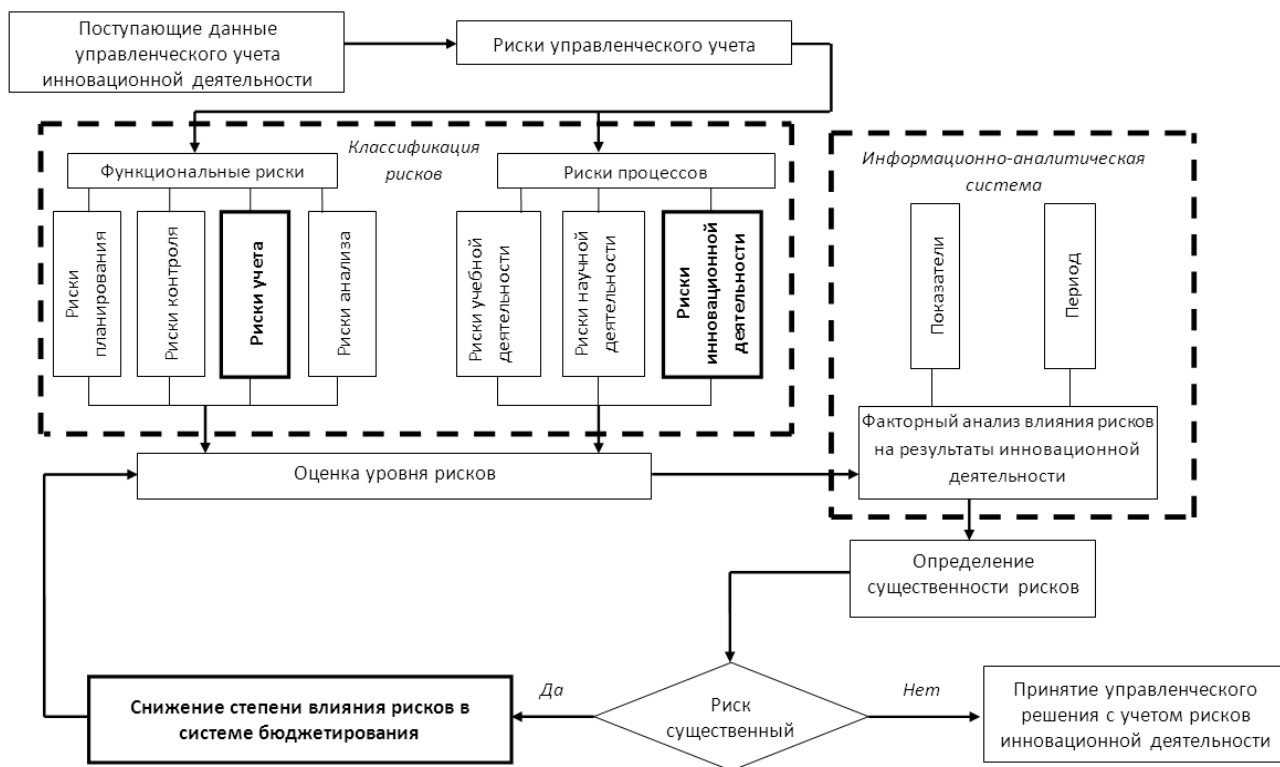 Поступающие данные
управленческого учета
инновационной деятельности
Риски управленческого учета
Классификация
рисков
Функциональные риски
Риски процессов
Риски
планирования
Риски контроля
Риски учета
Риски анализа
Риски учебной
деятельности
Риски научной
деятельности
Риски
инновационной
деятельности
Информационно-аналитическая
система
Показатели
Период
Факторный анализ влияния рисков
на результаты инновационной
деятельности
Оценка уровня рисков
Определение
существенности рисков
Риск
существенный
Да
Нет
Снижение степени влияния рисков в
системе бюджетирования
Принятие управленческого
решения с учетом рисков
инновационной деятельности